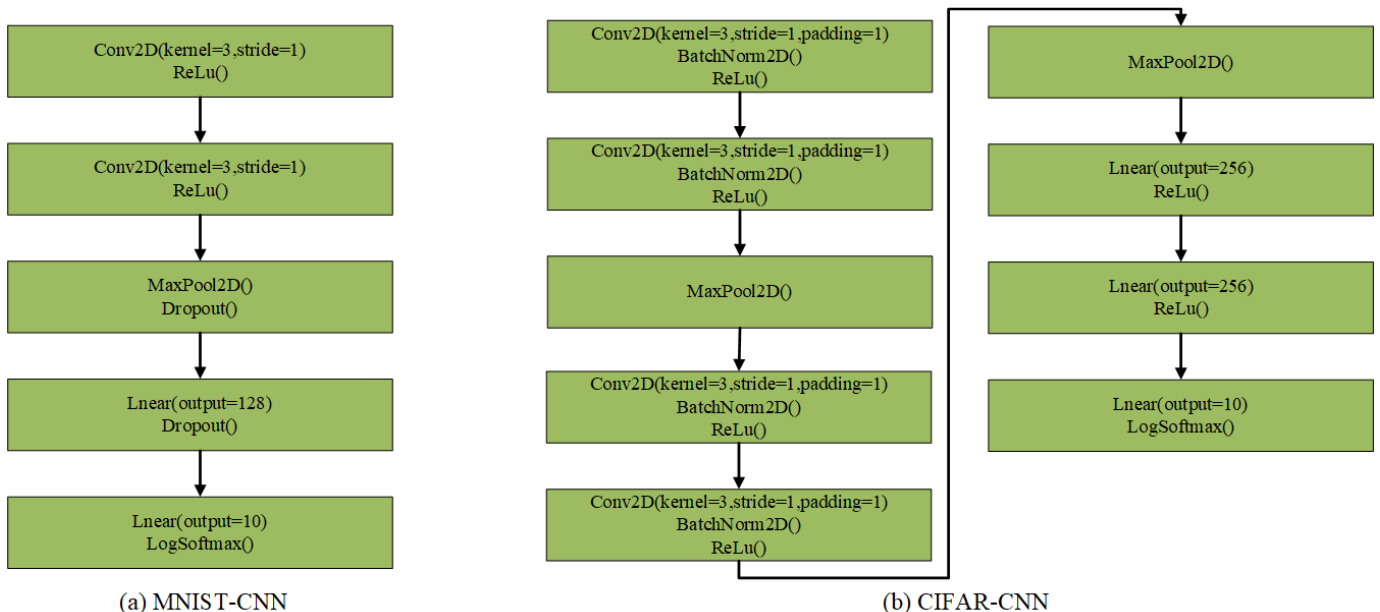 Conv2D(kernel=3,stride=1)
ReLu()
Conv2D(kernel=3,stride=1)
ReLu()
MaxPool2D()
Dropout()
Lnear(output=128)
Dropout()
Lnear(output=10)
LogSoftmax()
(a) MNIST-CNN
Conv2D(kernel=3,stride=1,padding=1)
BatchNorm2D()
ReLu()
Conv2D(kernel=3,stride=1,padding=1)
BatchNorm2D()
ReLu()
MaxPool2D()
Conv2D(kernel=3,stride=1,padding=1)
BatchNorm2D()
ReLu()
Conv2D(kernel=3,stride=1,padding=1)
BatchNorm2D()
ReLu()
MaxPool2D()
Lnear(output=256)
ReLu()
Lnear(output=256)
ReLu()
Lnear(output=10)
LogSoftmax()
(b) CIFAR-CNN